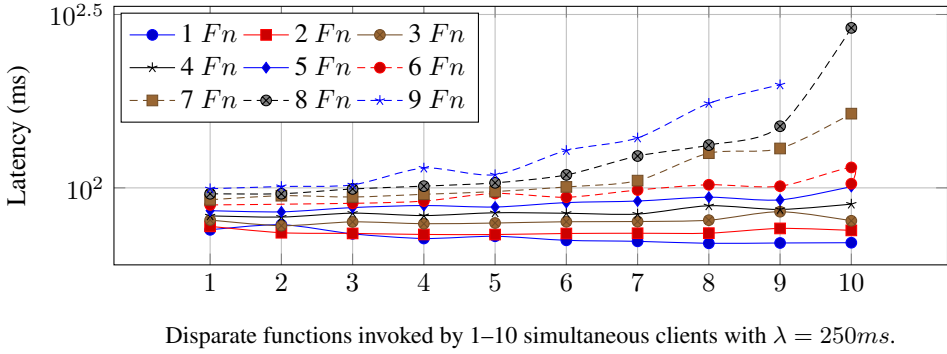 10^2.5
1 Fn 2 Fn 3 Fn
4 Fn 5 Fn 6 Fn
7 Fn 8 Fn 9 Fn
Latency (ms)
10^2
1 2 3 4 5 6 7 8 9 10
Disparate functions invoked by 1–10 simultaneous clients with λ = 250ms.